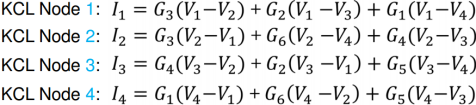 KCL Node 1: I₁ = G₃(V₁−V₂) + G₂(V₁ −V₃) + G₁(V₁−V₄)
KCL Node 2: I₂ = G₃(V₂−V₁) + G₆(V₂ −V₄) + G₄(V₂−V₃)
KCL Node 3: I₃ = G₄(V₃−V₂) + G₂(V₃ −V₁) + G₅(V₃−V₄)
KCL Node 4: I₄ = G₁(V₄−V₁) + G₆(V₄ −V₂) + G₅(V₄−V₃)